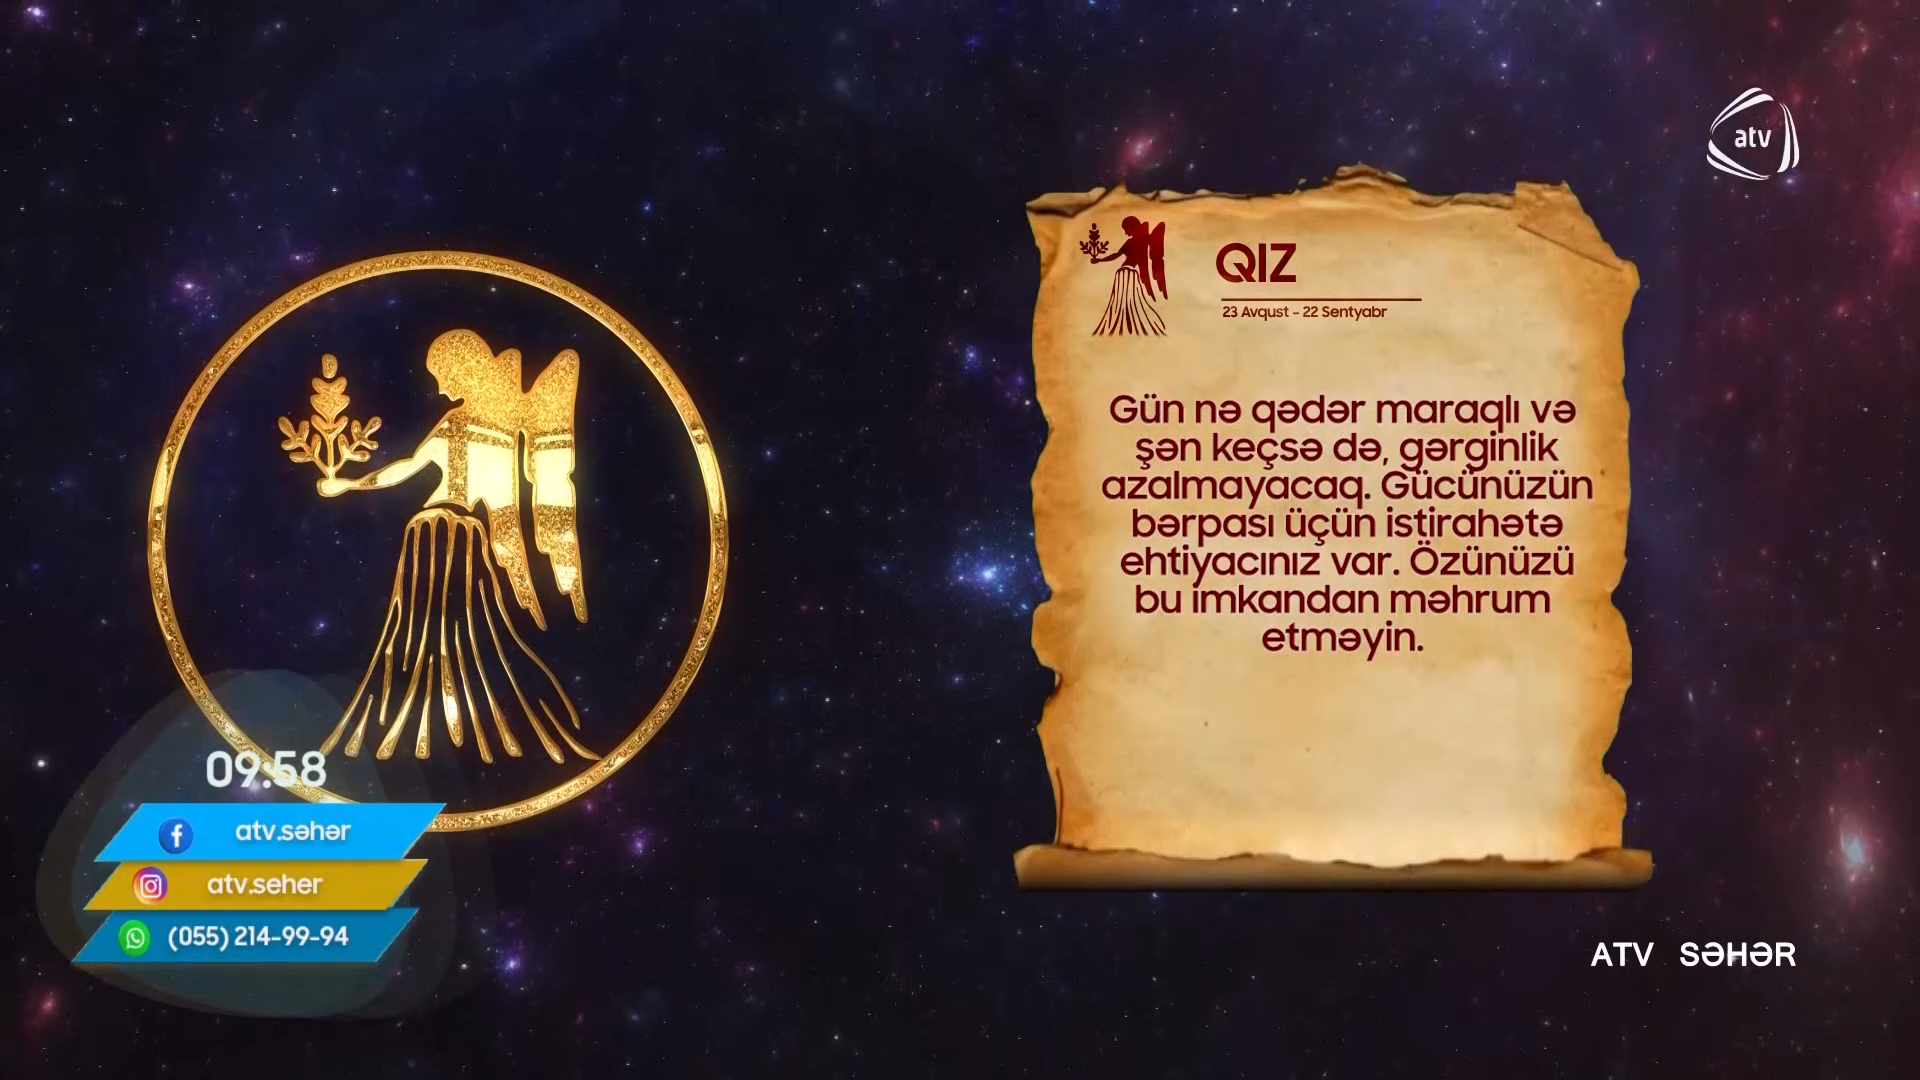 atv
QIZ
23 Avqust - 22 Sentyabr
Gün nə qədər maraqlı və
şən keçsə də, gərginlik
azalmayacaq. Gücünüzün
bərpası üçün istirahətə
ehtiyacınız var. Özünüzü
bu imkandan məhrum
etməyin.
09:58
atv.səhər
atv.seher
(055) 214-99-94
ATV SƏHƏR